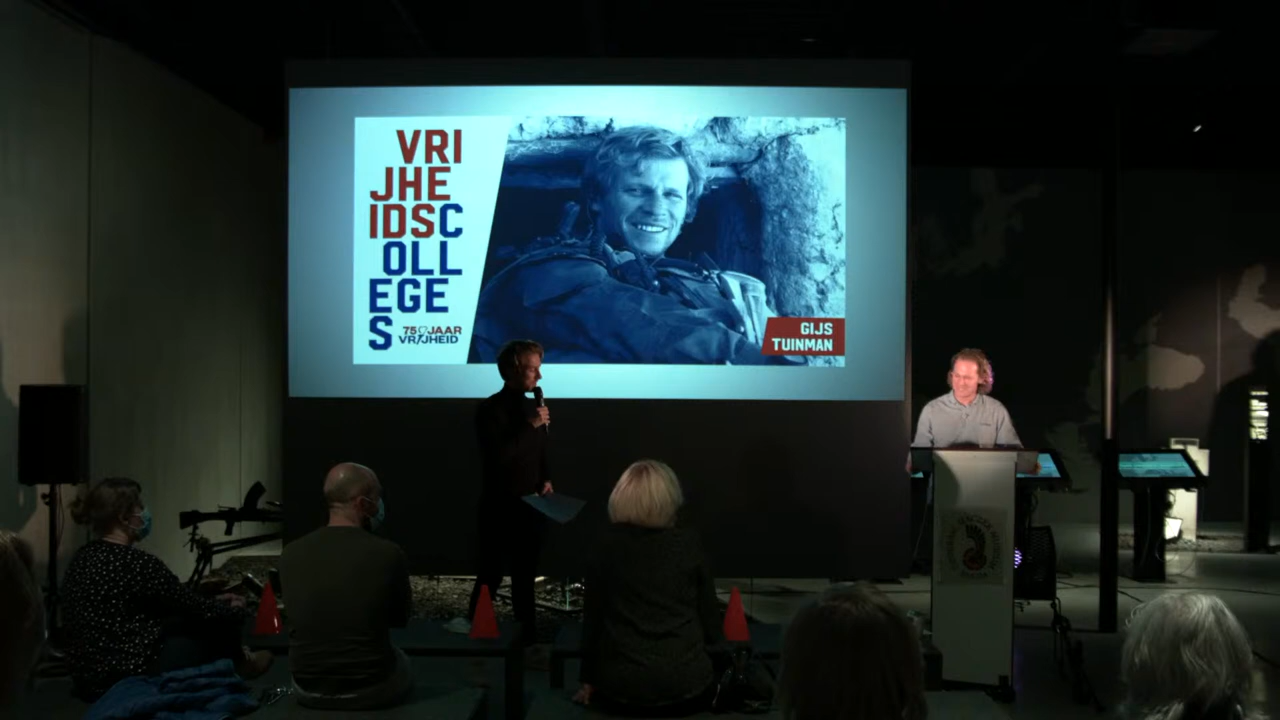 VRI
JHE
IDSC
OLL
EGE
S
75 JAAR
VRIJHEID
GIJS
TUINMAN